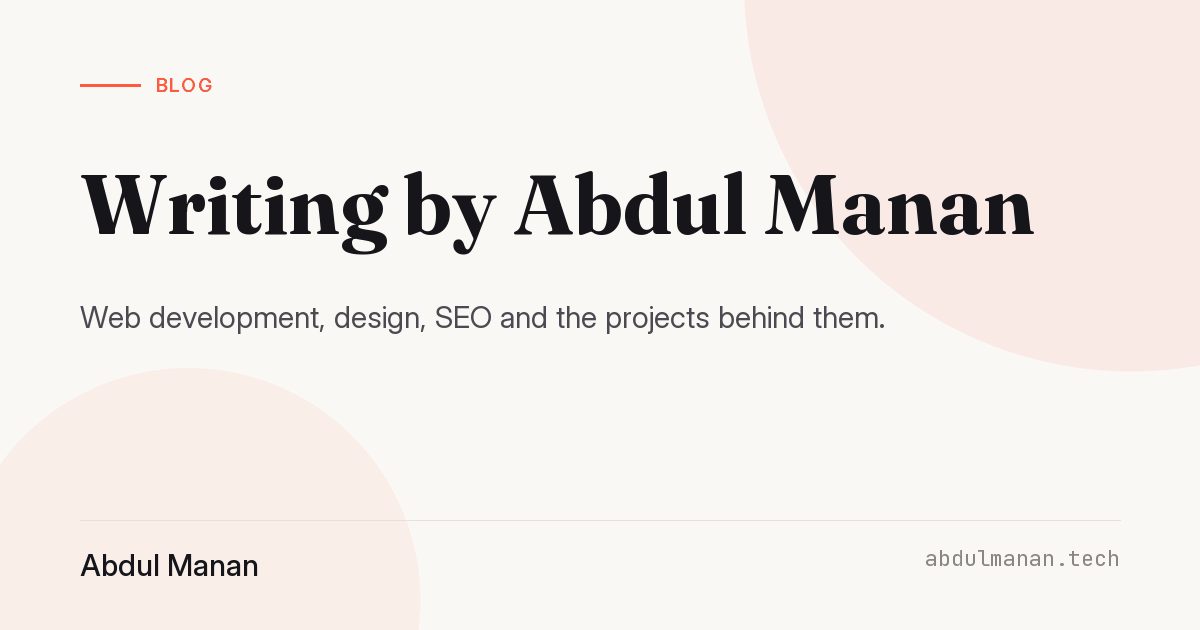 BLOG
Writing by Abdul Manan
Web development, design, SEO and the projects behind them.
Abdul Manan
abdulmanan.tech